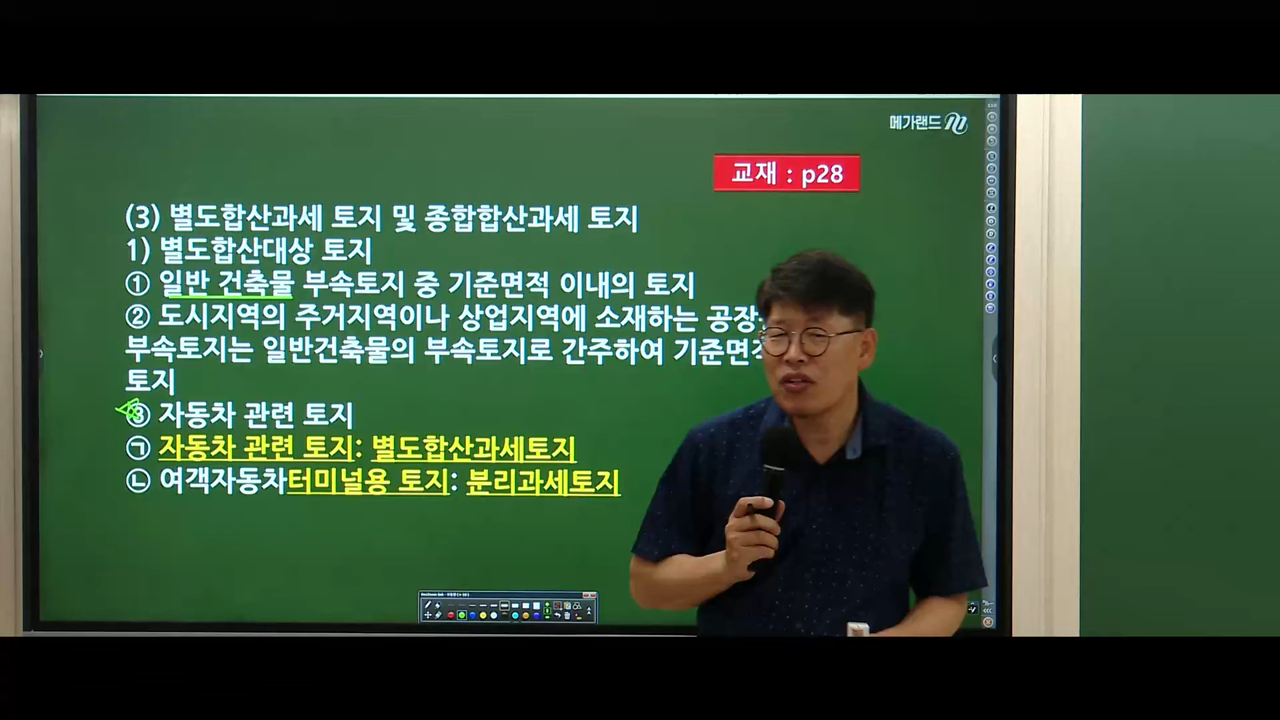 메가랜드
교재 : p28
(3) 별도합산과세 토지 및 종합합산과세 토지
1) 별도합산대상 토지
① 일반 건축물 부속토지 중 기준면적 이내의 토지
② 도시지역의 주거지역이나 상업지역에 소재하는 공장
부속토지는 일반건축물의 부속토지로 간주하여 기준면
토지
③ 자동차 관련 토지
㉠ 자동차 관련 토지: 별도합산과세토지
㉡ 여객자동차터미널용 토지: 분리과세토지